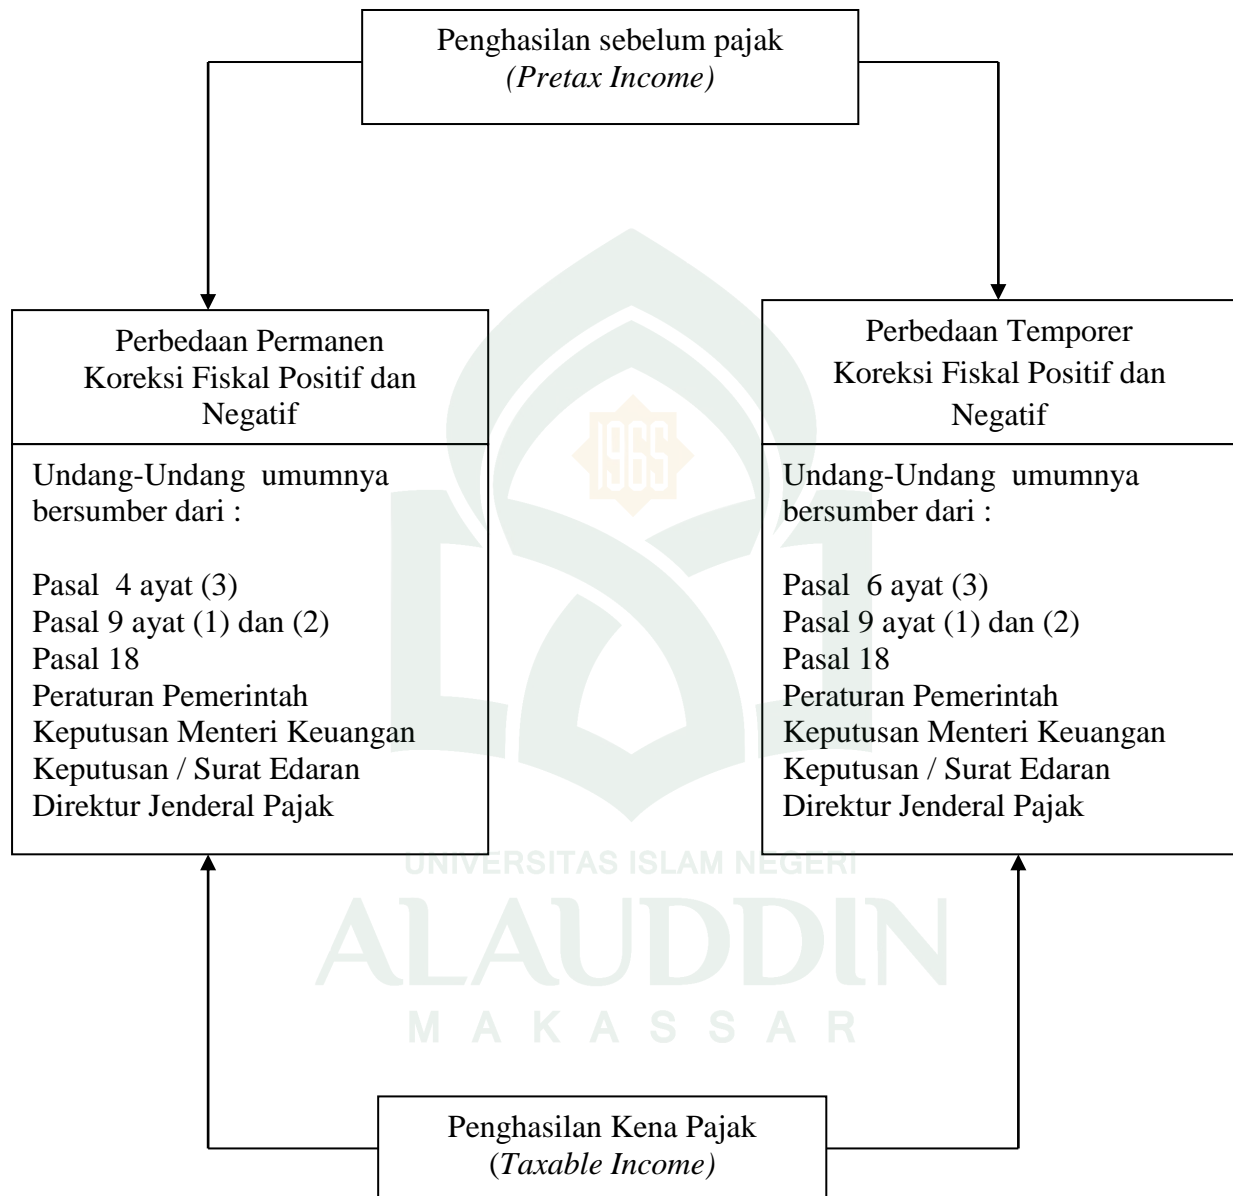 Penghasilan sebelum pajak
(Pretax Income)
Perbedaan Permanen
Koreksi Fiskal Positif dan
Negatif
Undang-Undang umumnya
bersumber dari :
Pasal 4 ayat (3)
Pasal 9 ayat (1) dan (2)
Pasal 18
Peraturan Pemerintah
Keputusan Menteri Keuangan
Keputusan / Surat Edaran
Direktur Jenderal Pajak
Perbedaan Temporer
Koreksi Fiskal Positif dan
Negatif
Undang-Undang umumnya
bersumber dari :
Pasal 6 ayat (3)
Pasal 9 ayat (1) dan (2)
Pasal 18
Peraturan Pemerintah
Keputusan Menteri Keuangan
Keputusan / Surat Edaran
Direktur Jenderal Pajak
1965
UNIVERSITAS ISLAM NEGERI
ALAUDDIN
MAKASSAR
Penghasilan Kena Pajak
(Taxable Income)